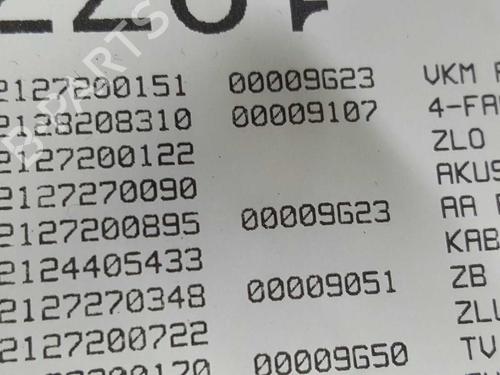 2127200151 00009G23 VKM
2128208310 00009107 4-FA
2127200122 ZLO
2127270090 AKUS
2127200895 00009G23 AA
2124405433 KAB
2127270348 00009051 ZB
2127200722 ZLU
00009G50 TV